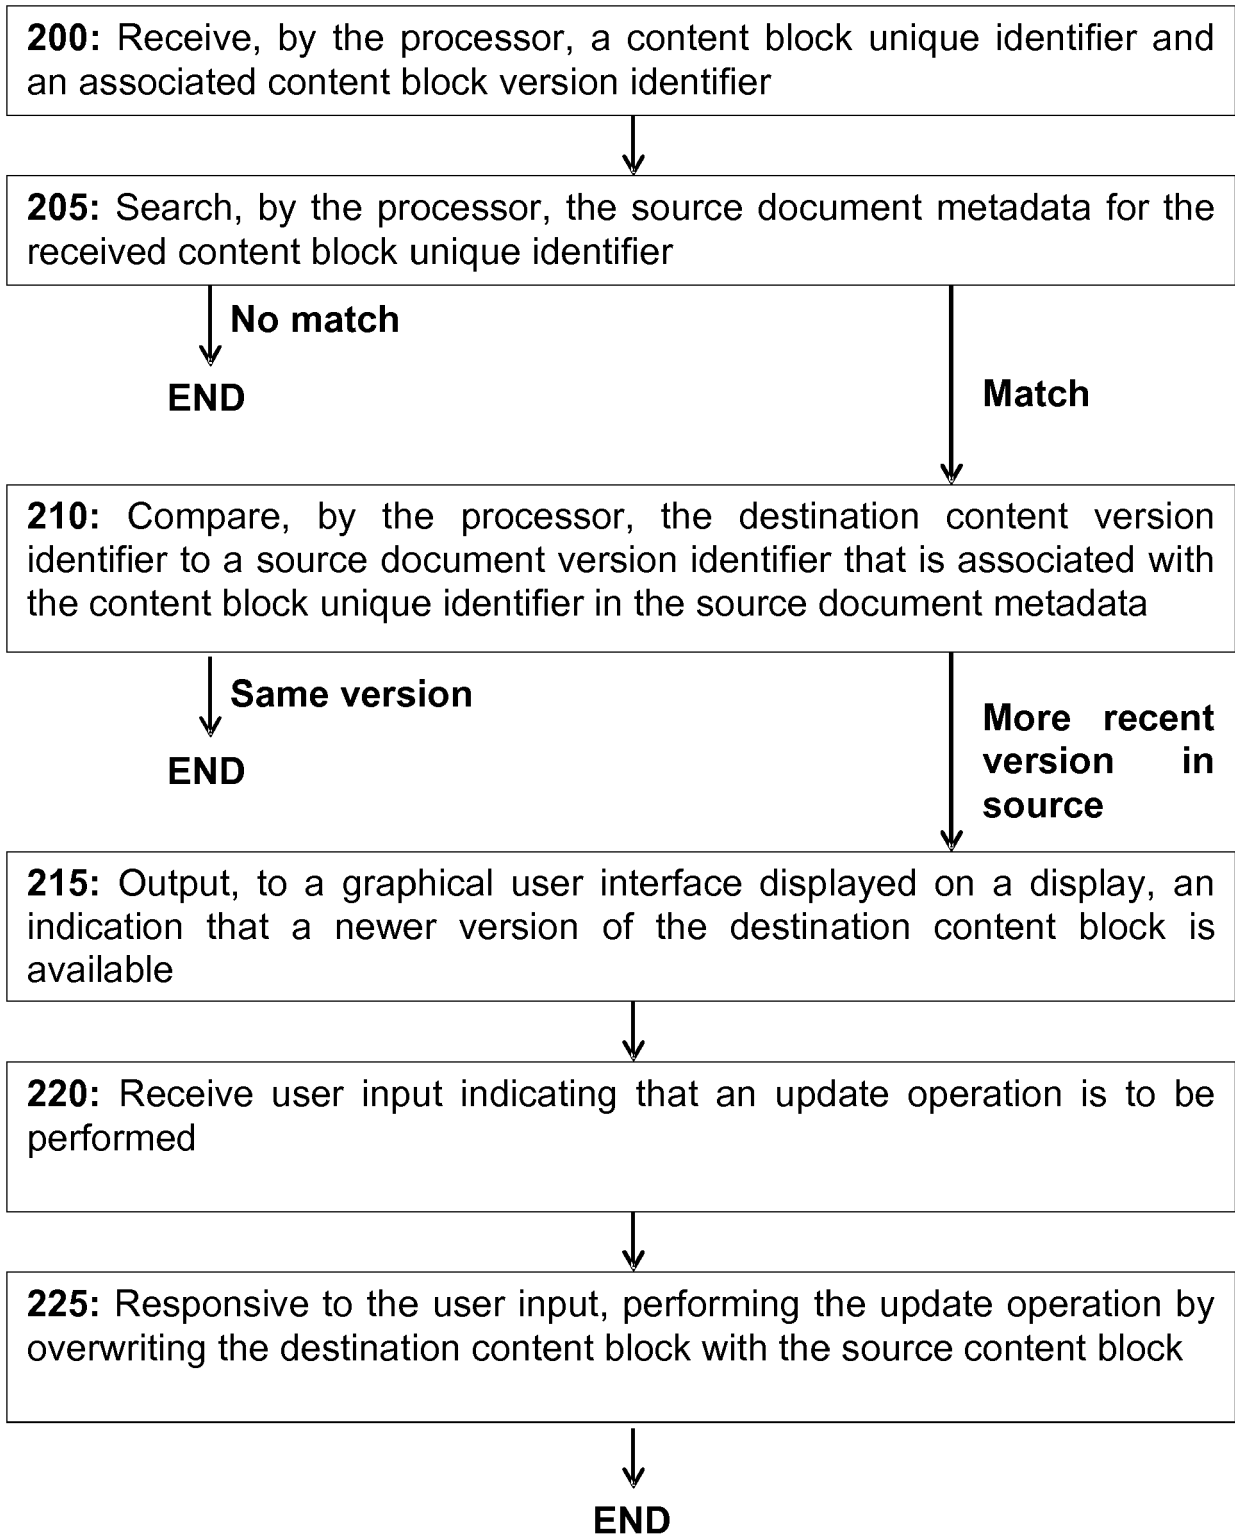 200: Receive, by the processor, a content block unique identifier and
an associated content block version identifier
205: Search, by the processor, the source document metadata for the
received content block unique identifier
No match
END
Match
210: Compare, by the processor, the destination content version
identifier to a source document version identifier that is associated with
the content block unique identifier in the source document metadata
Same version
END
More recent
version in
source
215: Output, to a graphical user interface displayed on a display, an
indication that a newer version of the destination content block is
available
220: Receive user input indicating that an update operation is to be
performed
225: Responsive to the user input, performing the update operation by
overwriting the destination content block with the source content block
END